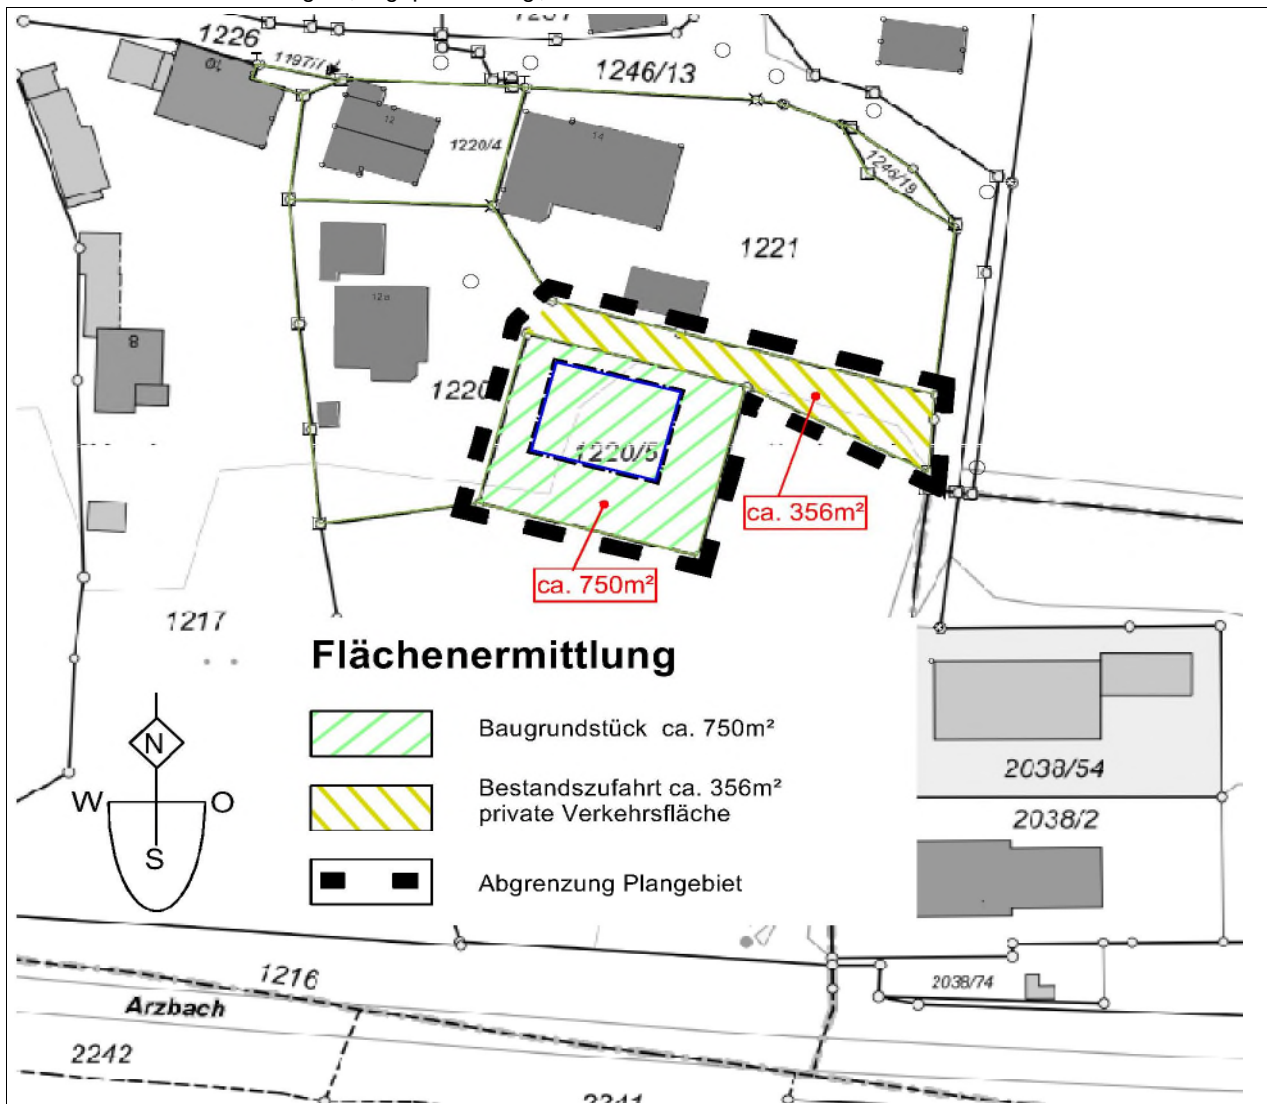 1226
1197/1
1246/13
10
12
1220/4
14
1246/19
1221
12a
8
1220
1220/5
ca. 356m²
ca. 750m²
1217
Flächenermittlung
Baugrundstück ca. 750m²
Bestandszufahrt ca. 356m²
private Verkehrsfläche
Abgrenzung Plangebiet
N
W O
S
2038/54
2038/2
1216
2038/74
Arzbach
2242
2241